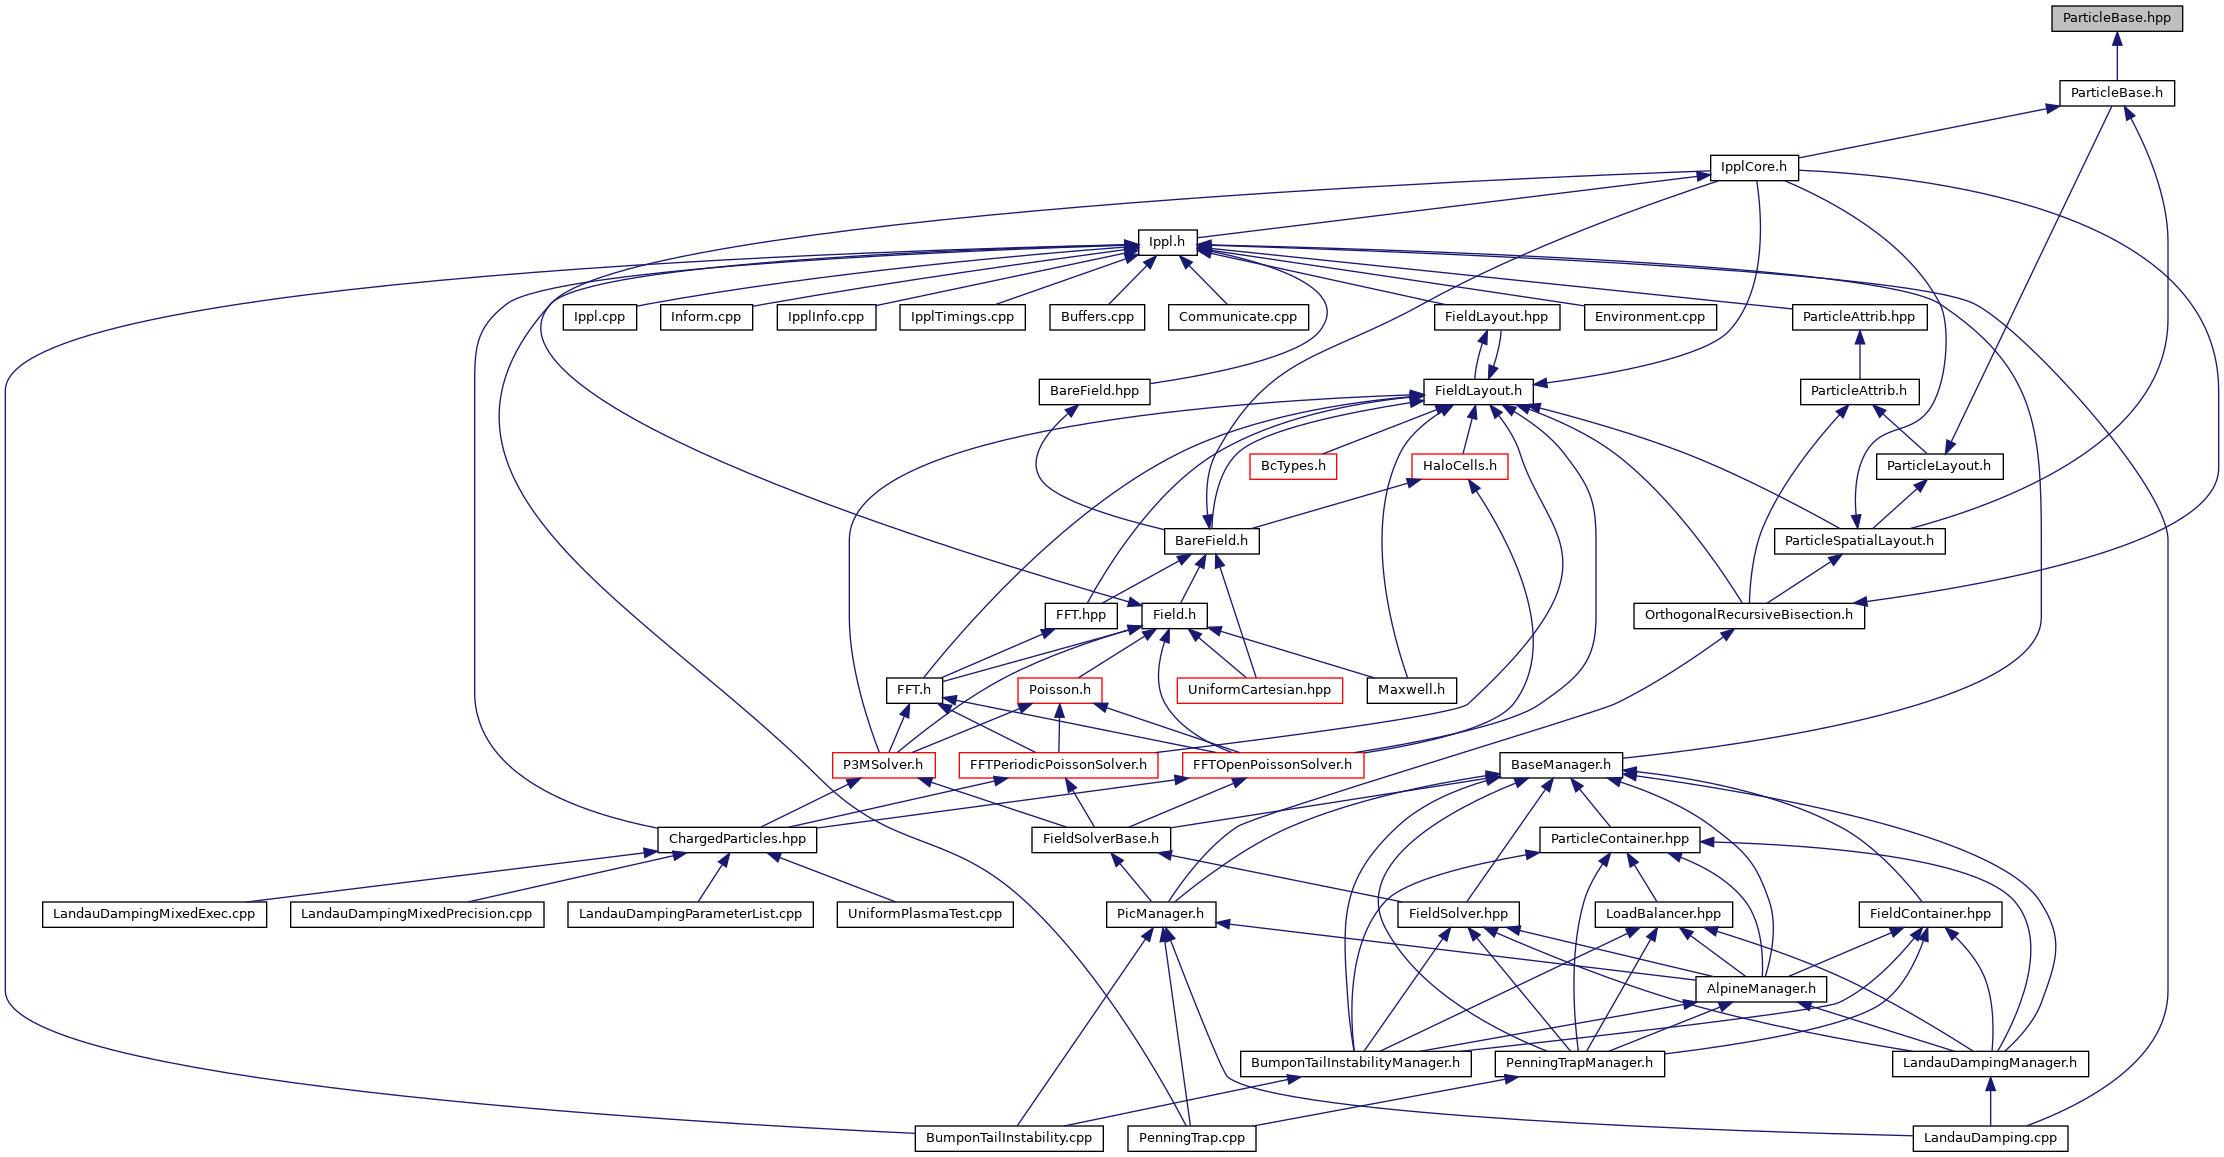 ParticleBase.hpp
ParticleBase.h
IpplCore.h
Ippl.h
Ippl.cpp
Inform.cpp
IpplInfo.cpp
IpplTimings.cpp
Buffers.cpp
Communicate.cpp
FieldLayout.hpp
Environment.cpp
ParticleAttrib.hpp
BareField.hpp
FieldLayout.h
ParticleAttrib.h
BcTypes.h
HaloCells.h
ParticleLayout.h
BareField.h
ParticleSpatialLayout.h
FFT.hpp
Field.h
OrthogonalRecursiveBisection.h
FFT.h
Poisson.h
UniformCartesian.hpp
Maxwell.h
P3MSolver.h
FFTPeriodicPoissonSolver.h
FFTOpenPoissonSolver.h
BaseManager.h
ChargedParticles.hpp
FieldSolverBase.h
ParticleContainer.hpp
LandauDampingMixedExec.cpp
LandauDampingMixedPrecision.cpp
LandauDampingParameterList.cpp
UniformPlasmaTest.cpp
PicManager.h
FieldSolver.hpp
LoadBalancer.hpp
FieldContainer.hpp
AlpineManager.h
BumponTailInstabilityManager.h
PenningTrapManager.h
LandauDampingManager.h
BumponTailInstability.cpp
PenningTrap.cpp
LandauDamping.cpp